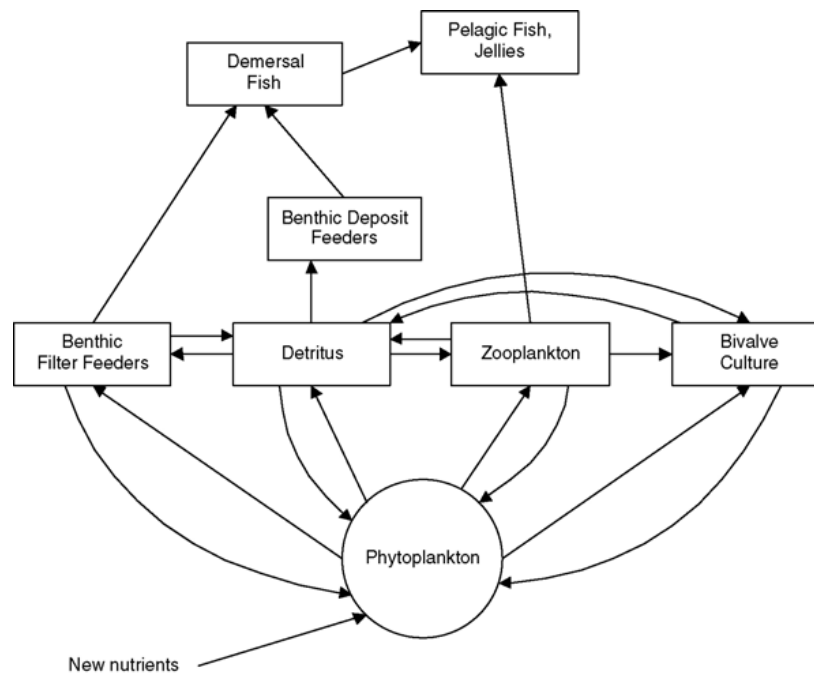 Pelagic Fish,
Jellies
Demersal
Fish
Benthic Deposit
Feeders
Benthic
Filter Feeders
Detritus
Zooplankton
Bivalve
Culture
Phytoplankton
New nutrients